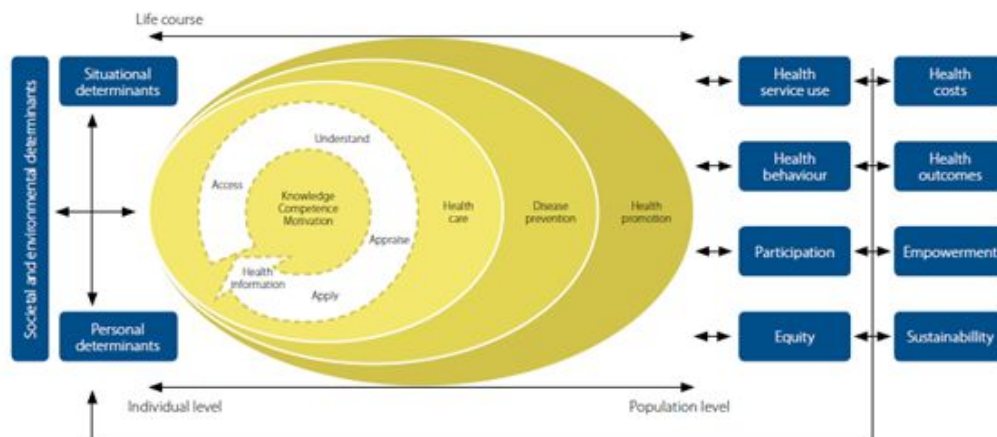 Life course
Societal and environmental determinants
Situational
determinants
Personal
determinants
Understand
Access
Knowledge
Competence
Motivation
Appraise
Health
information
Apply
Health
care
Disease
prevention
Health
promotion
Individual level
Population level
Health
service use
Health
costs
Health
behaviour
Health
outcomes
Participation
Empowerment
Equity
Sustainabillity